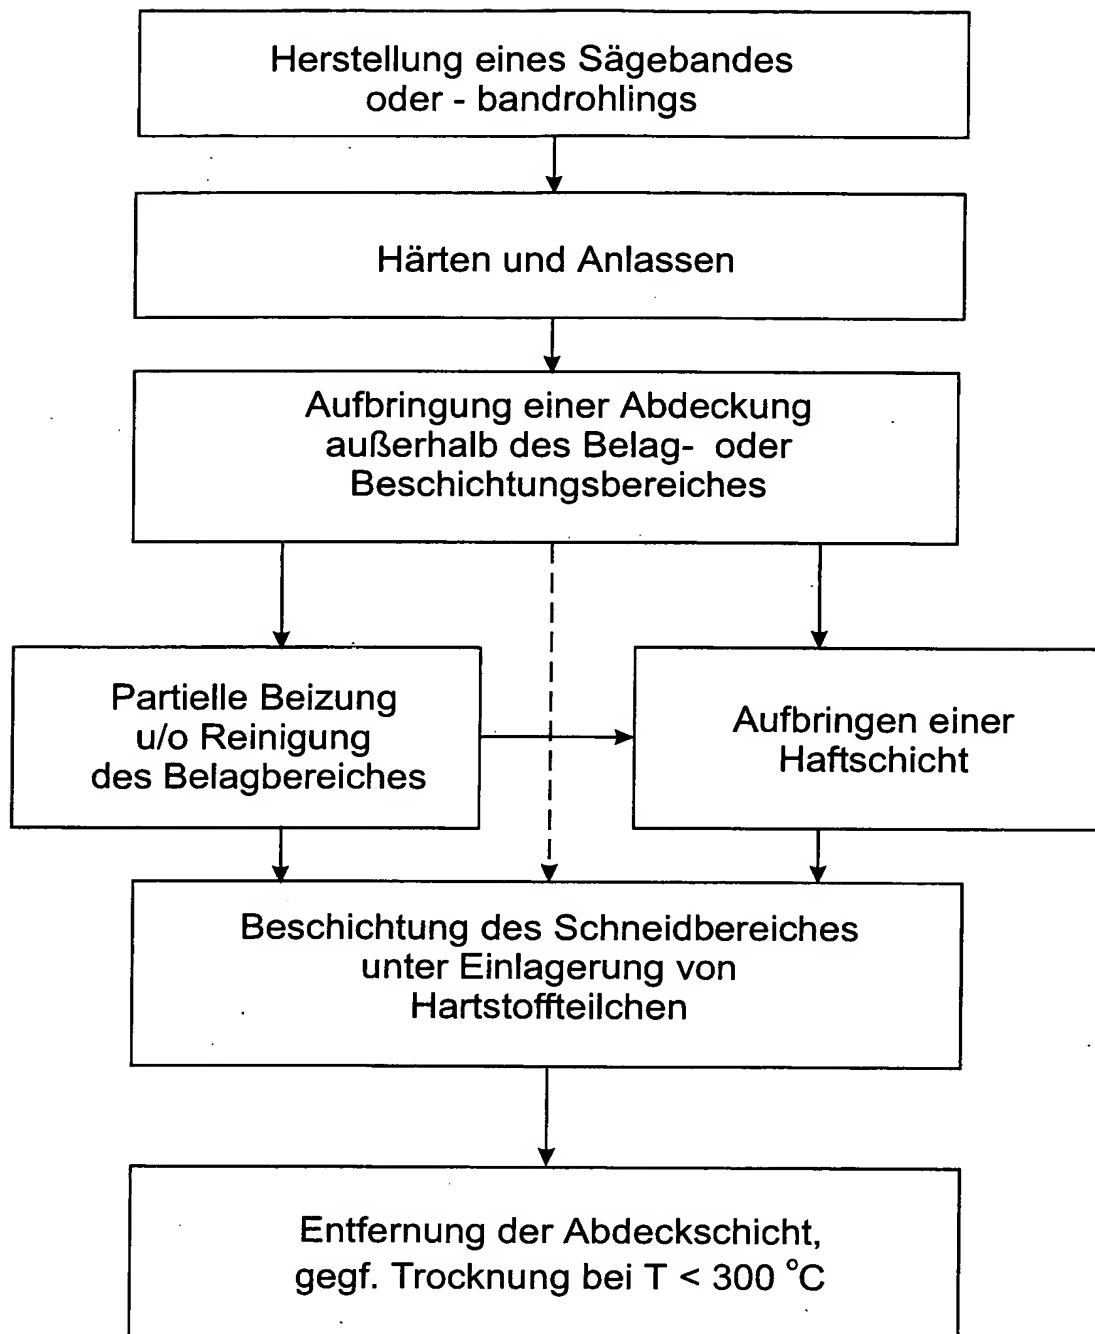 Herstellung eines Sägebandes
oder - bandrohlings
Härten und Anlassen
Aufbringung einer Abdeckung
außerhalb des Belag- oder
Beschichtungsbereiches
Partielle Beizung
u/o Reinigung
des Belagbereiches
Aufbringen einer
Haftschicht
Beschichtung des Schneidbereiches
unter Einlagerung von
Hartstoffteilchen
Entfernung der Abdeckschicht,
gegf. Trocknung bei T < 300 °C